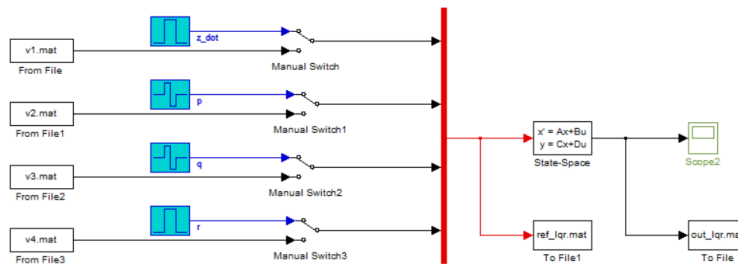 z_dot
v1.mat
From File
Manual Switch
p
v2.mat
From File1
Manual Switch1
x' = Ax+Bu
y = Cx+Du
State-Space
Scope2
q
v3.mat
From File2
Manual Switch2
r
v4.mat
From File3
Manual Switch3
ref_lqr.mat
To File1
out_lqr.ma
To File